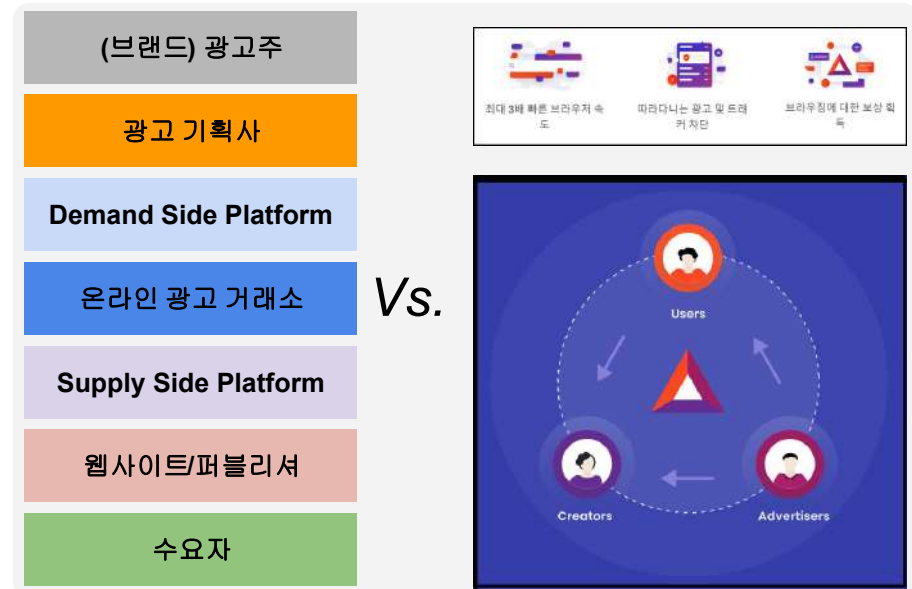 (브랜드) 광고주
광고 기획사
Demand Side Platform
온라인 광고 거래소
Supply Side Platform
웹사이트/퍼블리셔
수요자
Vs.
최대 3배 빠른 브라우저 속
도
따라다니는 광고 및 트래
커 차단
브라우징에 대한 보상 획
득
Users
Creators
Advertisers